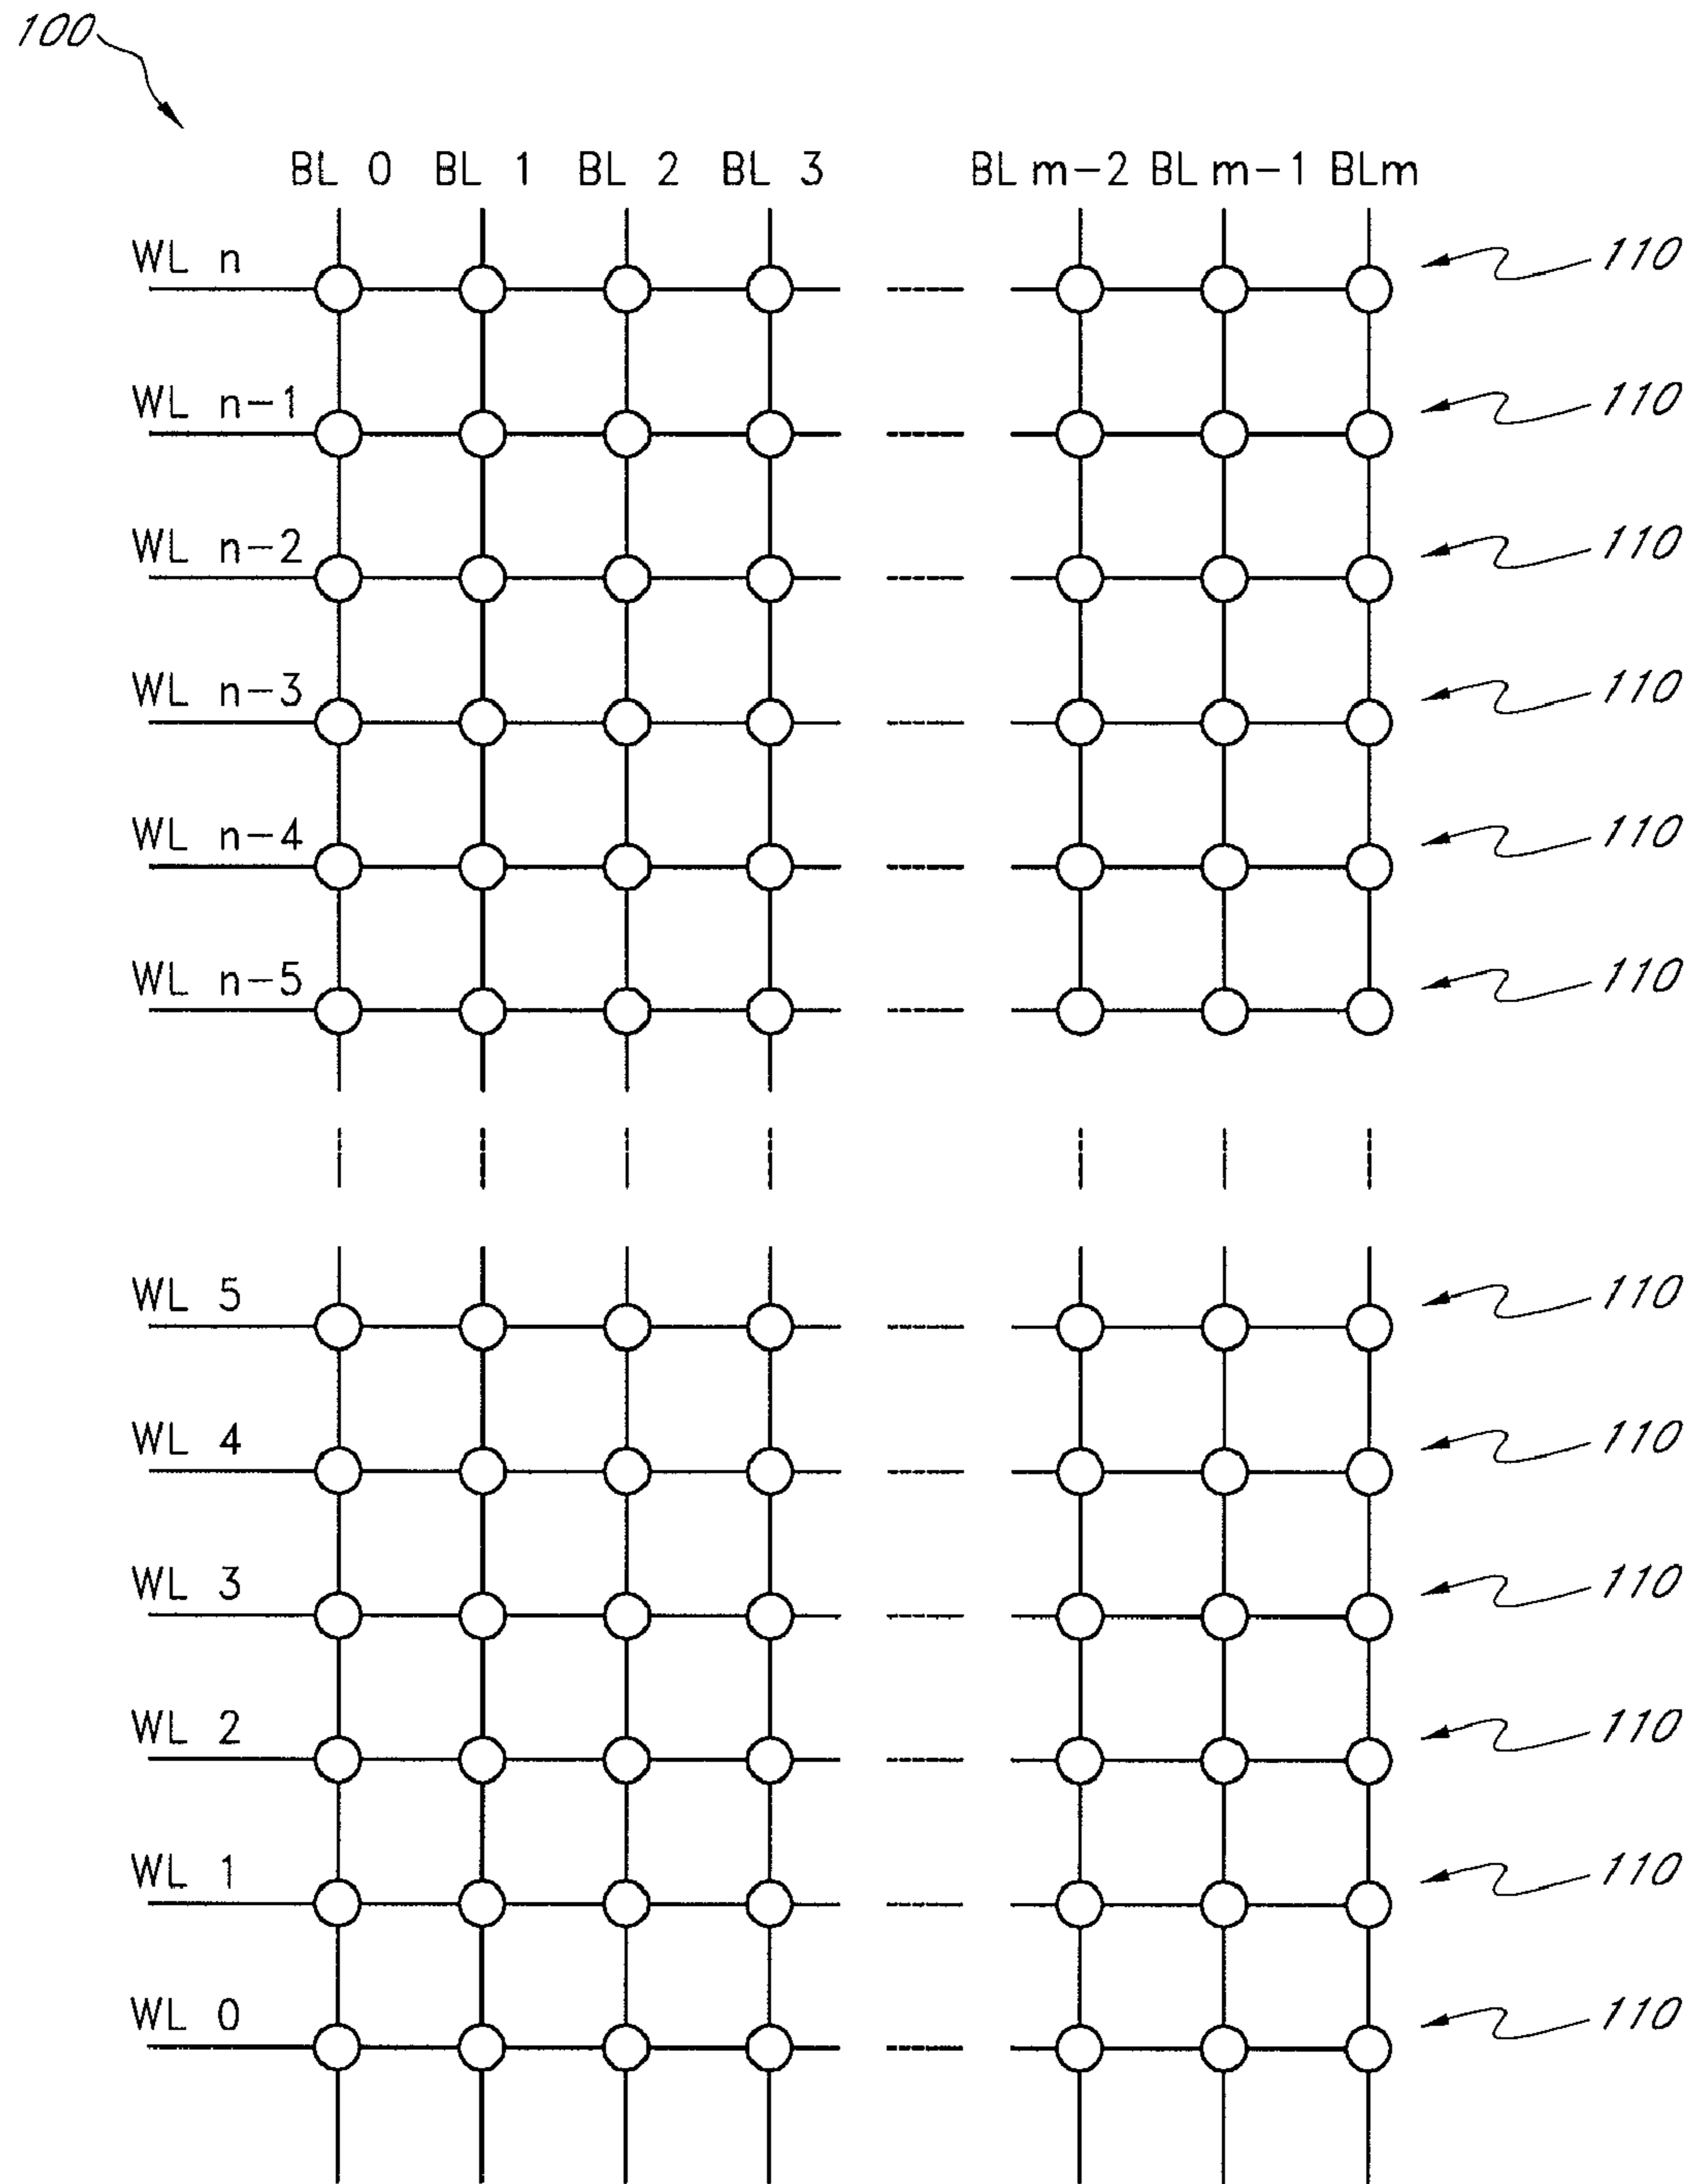 100
BL 0 BL 1 BL 2 BL 3 BL m-2 BL m-1 BLm
WL n 110
WL n-1 110
WL n-2 110
WL n-3 110
WL n-4 110
WL n-5 110
WL 5 110
WL 4 110
WL 3 110
WL 2 110
WL 1 110
WL 0 110